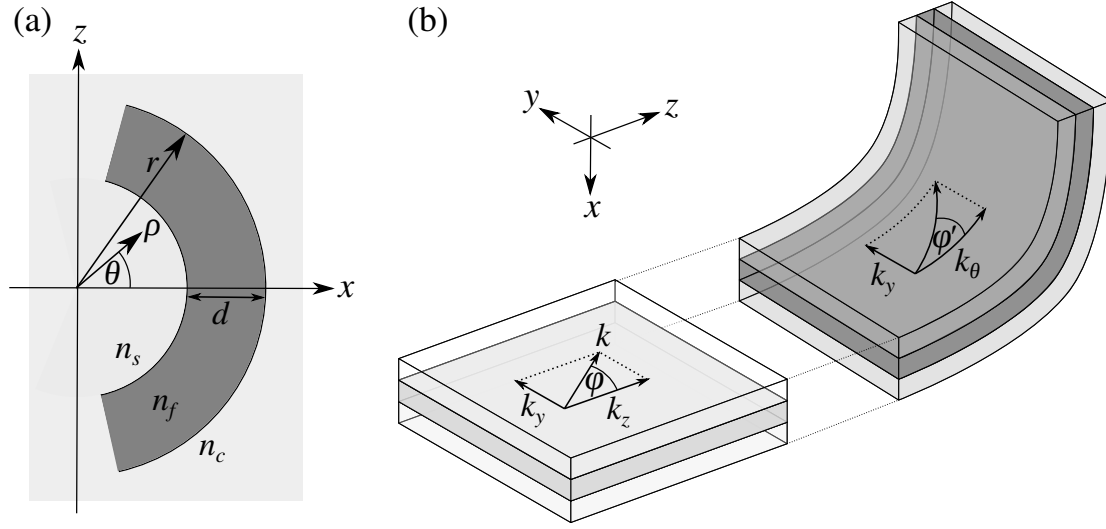 (a)
z
r
ρ
θ
x
d
n_s
n_f
n_c
(b)
y
z
x
k
φ
k_y
k_z
φ'
k_y
k_θ